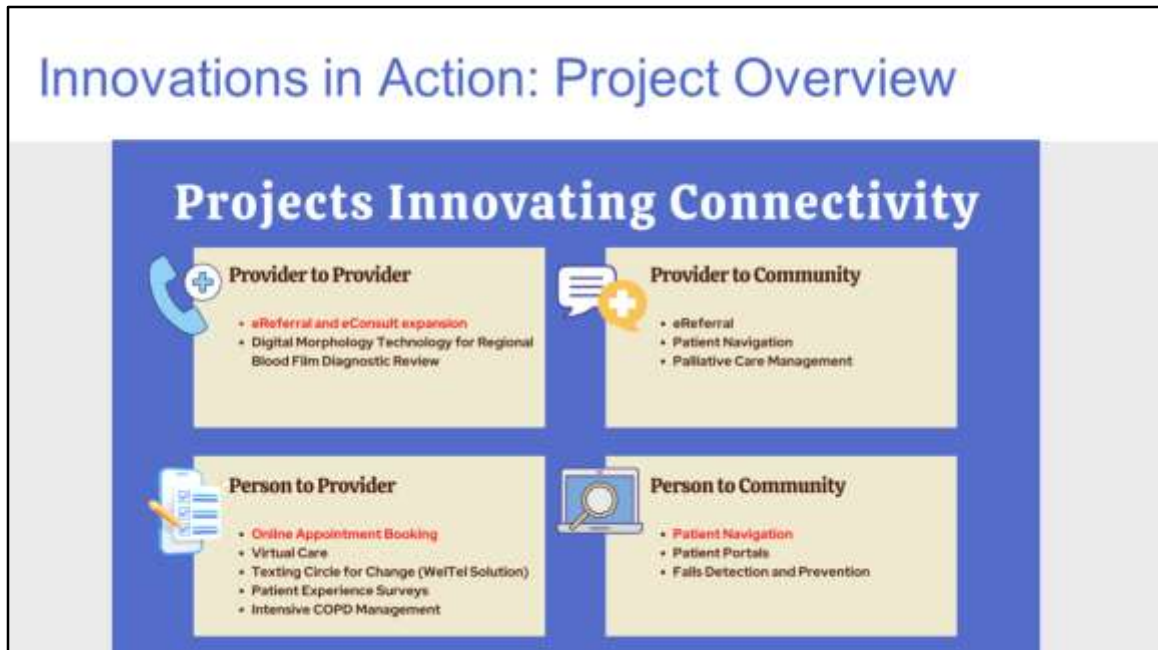 Innovations in Action: Project Overview
Projects Innovating Connectivity
Provider to Provider
• eReferral and eConsult expansion
• Digital Morphology Technology for Regional
Blood Film Diagnostic Review
Provider to Community
• eReferral
• Patient Navigation
• Palliative Care Management
Person to Provider
• Online Appointment Booking
• Virtual Care
• Texting Circle for Change (WelTel Solution)
• Patient Experience Surveys
• Intensive COPD Management
Person to Community
• Patient Navigation
• Patient Portals
• Falls Detection and Prevention